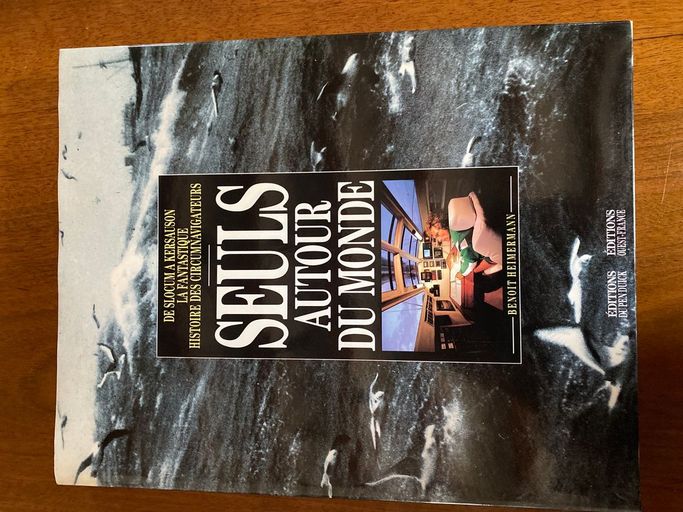 DE SLOCUM A KERSAUSON
LA FANTASTIQUE
HISTOIRE DES CIRCUMNAVIGATEURS
SEULS
AUTOUR
DU MONDE
BENOIT HEIMERMANN
ÉDITIONS
DU PEN DUICK
ÉDITIONS
OUEST-FRANCE